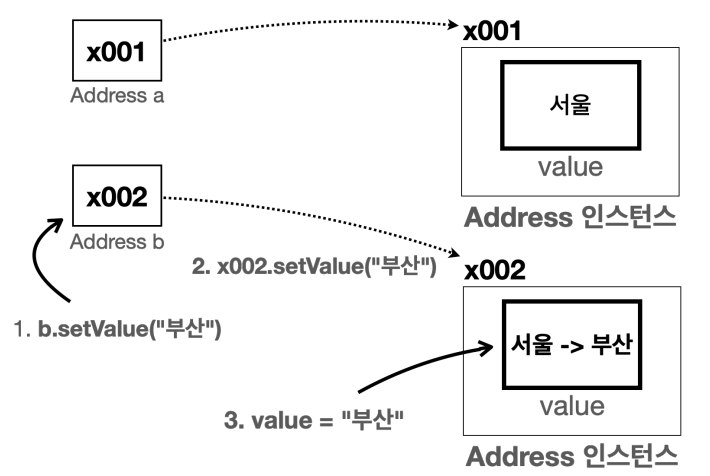 x001
Address a
x001
서울
value
Address 인스턴스
x002
Address b
2. x002.setValue("부산")
x002
1. b.setValue("부산")
서울 -> 부산
value
3. value = "부산"
Address 인스턴스